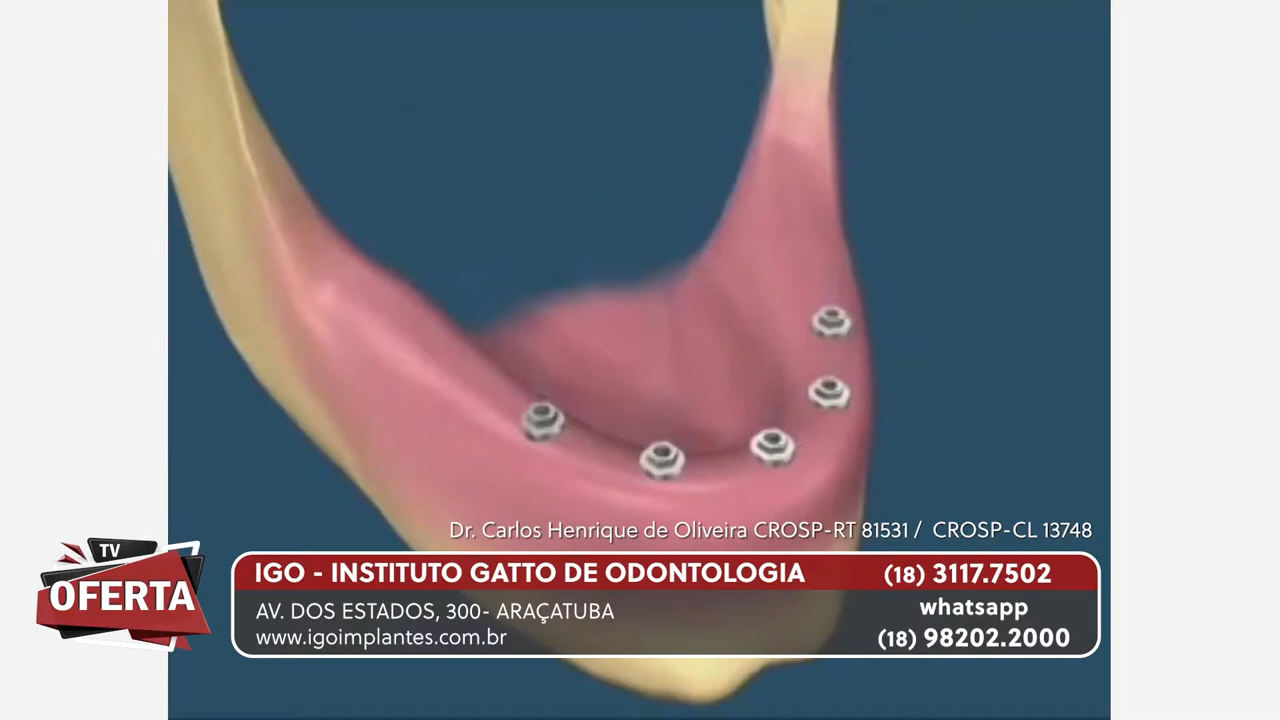 Dr. Carlos Henrique de Oliveira CROSP-RT 81531 / CROSP-CL 13748
TV
OFERTA
IGO - INSTITUTO GATTO DE ODONTOLOGIA
(18) 3117.7502
AV. DOS ESTADOS, 300- ARAÇATUBA
www.igoimplantes.com.br
whatsapp
(18) 98202.2000